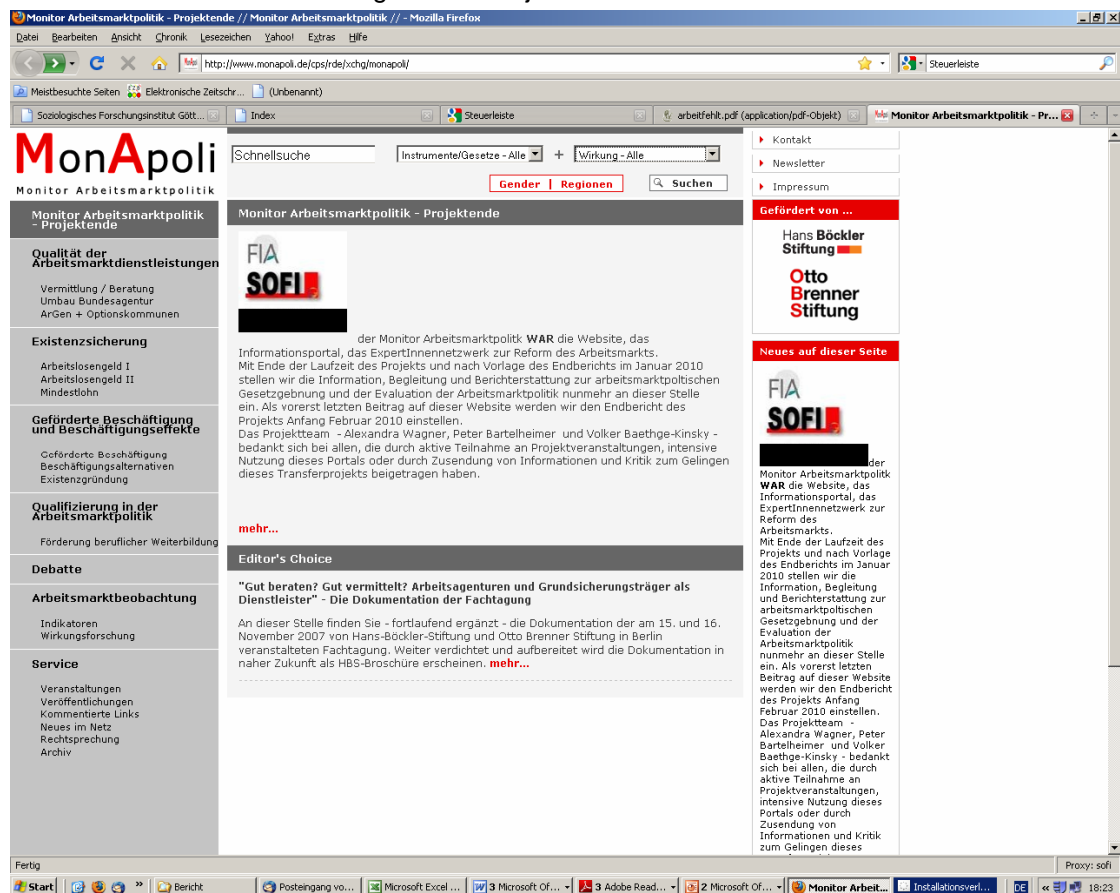 Monitor Arbeitsmarktpolitik - Projektende // Monitor Arbeitsmarktpolitik // - Mozilla Firefox
Datei Bearbeiten Ansicht Chronik Lesezeichen Yahoo! Extras Hilfe
http://www.monapoli.de/cps/rde/xchg/monapoli/
Steuerleiste
Meistbesuchte Seiten Elektronische Zeitschr... (Unbenannt)
Soziologisches Forschungsinstitut Gött... Index Steuerleiste arbeitfehlt.pdf (application/pdf-Objekt) Monitor Arbeitsmarktpolitik - Pr...
MonApoli
Monitor Arbeitsmarktpolitik
Monitor Arbeitsmarktpolitik
- Projektende
Qualität der
Arbeitsmarktdienstleistungen
Vermittlung / Beratung
Umbau Bundesagentur
ArGen + Optionskommunen
Existenzsicherung
Arbeitslosengeld I
Arbeitslosengeld II
Mindestlohn
Geförderte Beschäftigung
und Beschäftigungseffekte
Geförderte Beschäftigung
Beschäftigungsalternativen
Existenzgründung
Qualifizierung in der
Arbeitsmarktpolitik
Förderung beruflicher Weiterbildung
Debatte
Arbeitsmarktbeobachtung
Indikatoren
Wirkungsforschung
Service
Veranstaltungen
Veröffentlichungen
Kommentierte Links
Neues im Netz
Rechtsprechung
Archiv
Schnellsuche Instrumente/Gesetze - Alle + Wirkung - Alle
Gender | Regionen Suchen
Monitor Arbeitsmarktpolitik - Projektende
FIA
SOFI
der Monitor Arbeitsmarktpolitk WAR die Website, das
Informationsportal, das ExpertInnennetzwerk zur Reform des Arbeitsmarkts.
Mit Ende der Laufzeit des Projekts und nach Vorlage des Endberichts im Januar 2010
stellen wir die Information, Begleitung und Berichterstattung zur arbeitsmarktpoltischen
Gesetzgebnung und der Evaluation der Arbeitsmarktpolitik nunmehr an dieser Stelle
ein. Als vorerst letzten Beitrag auf dieser Website werden wir den Endbericht des
Projekts Anfang Februar 2010 einstellen.
Das Projektteam - Alexandra Wagner, Peter Bartelheimer und Volker Baethge-Kinsky -
bedankt sich bei allen, die durch aktive Teilnahme an Projektveranstaltungen, intensive
Nutzung dieses Portals oder durch Zusendung von Informationen und Kritik zum Gelingen
dieses Transferprojekts beigetragen haben.
mehr...
Editor's Choice
"Gut beraten? Gut vermittelt? Arbeitsagenturen und Grundsicherungsträger als
Dienstleister" - Die Dokumentation der Fachtagung
An dieser Stelle finden Sie - fortlaufend ergänzt - die Dokumentation der am 15. und 16.
November 2007 von Hans-Böckler-Stiftung und Otto Brenner Stiftung in Berlin
veranstalteten Fachtagung. Weiter verdichtet und aufbereitet wird die Dokumentation in
naher Zukunft als HBS-Broschüre erscheinen. mehr...
Kontakt
Newsletter
Impressum
Gefördert von ...
Hans Böckler
Stiftung
Otto
Brenner
Stiftung
Neues auf dieser Seite
FIA
SOFI
der
Monitor Arbeitsmarktpolitk
WAR die Website, das
Informationsportal, das
ExpertInnennetzwerk zur
Reform des
Arbeitsmarkts.
Mit Ende der Laufzeit des
Projekts und nach Vorlage
des Endberichts im Januar
2010 stellen wir die
Information, Begleitung
und Berichterstattung zur
arbeitsmarktpoltischen
Gesetzgebnung und der
Evaluation der
Arbeitsmarktpolitik
nunmehr an dieser Stelle
ein. Als vorerst letzten
Beitrag auf dieser Website
werden wir den Endbericht
des Projekts Anfang
Februar 2010 einstellen.
Das Projektteam -
Alexandra Wagner, Peter
Bartelheimer und Volker
Baethge-Kinsky - bedankt
sich bei allen, die durch
aktive Teilnahme an
Projektveranstaltungen,
intensive Nutzung dieses
Portals oder durch
Zusendung von
Informationen und Kritik
zum Gelingen dieses
Fertig Proxy: sofi
Start Bericht Posteingang vo... Microsoft Excel ... 3 Microsoft Of... 3 Adobe Read... 2 Microsoft Of... Monitor Arbeit... Installationsverl... DE 18:23